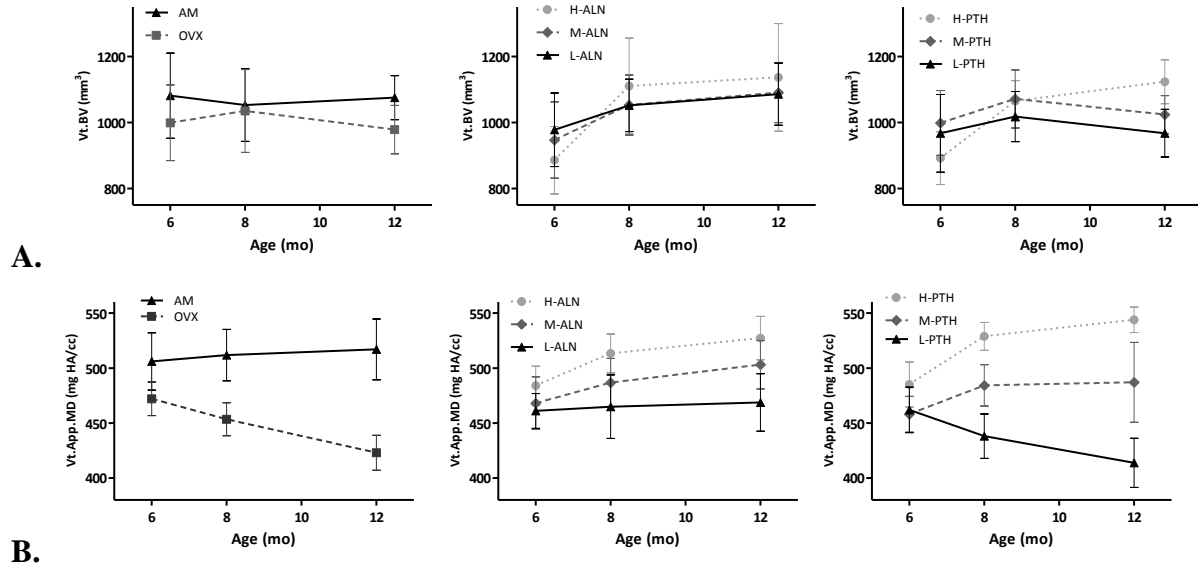 AM
OVX
1200
1000
800
Vt.BV (mm³)
6 8 10 12
Age (mo)
H-ALN
M-ALN
L-ALN
1200
1000
800
Vt.BV (mm³)
6 8 10 12
Age (mo)
H-PTH
M-PTH
L-PTH
1200
1000
800
Vt.BV (mm³)
6 8 10 12
Age (mo)
A.
AM
OVX
550
500
450
400
Vt.App.MD (mg HA/cc)
6 8 10 12
Age (mo)
H-ALN
M-ALN
L-ALN
550
500
450
400
Vt.App.MD (mg HA/cc)
6 8 10 12
Age (mo)
H-PTH
M-PTH
L-PTH
550
500
450
400
Vt.App.MD (mg HA/cc)
6 8 10 12
Age (mo)
B.